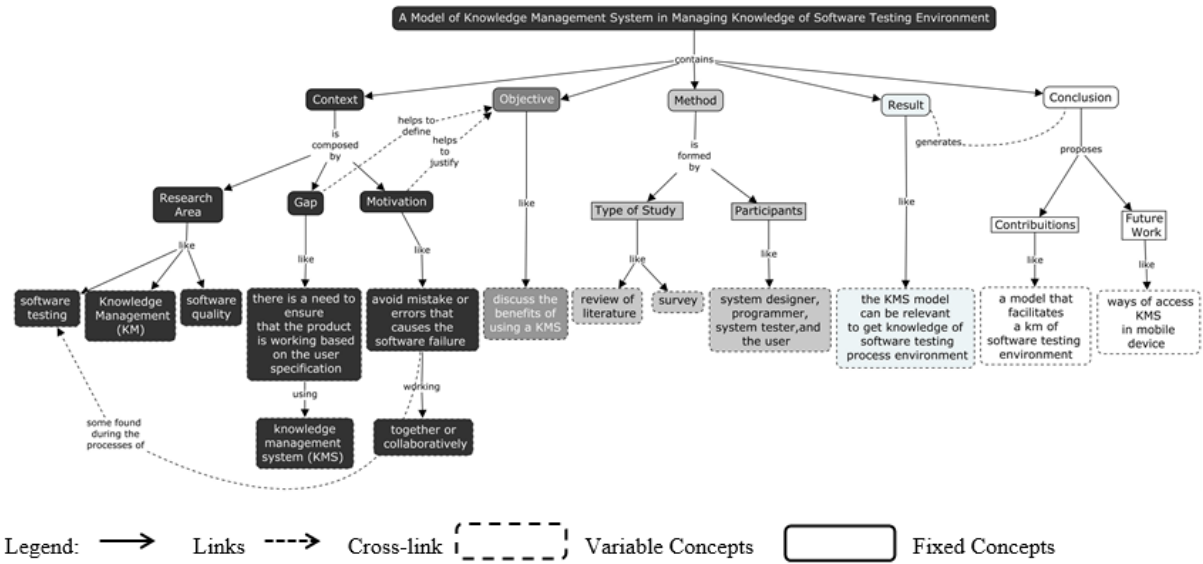 A Model of Knowledge Management System in Managing Knowledge of Software Testing Environment
contains
Context
Objective
Method
Result
Conclusion
is
composed
by
helps to
define
helps
to
justify
is
formed
by
generates
proposes
Research
Area
Gap
Motivation
like
Type of Study
Participants
like
Contribuitions
Future
Work
like
like
like
like
like
like
like
software
testing
Knowledge
Management (KM)
software
quality
there is a need to
ensure
that the product
is working based
on the user
specification
avoid mistake or
errors that
causes the
software failure
discuss the
benefits of
using a KMS
review of
literature
survey
system designer,
programmer,
system tester,and
the user
the KMS model
can be relevant
to get knowledge of
software testing
process environment
a model that
facilitates
a km of
software testing
environment
ways of access
KMS
in mobile
device
using
working
some found
during the
processes of
knowledge
management
system (KMS)
together or
collaboratively
Legend: Links Cross-link Variable Concepts Fixed Concepts